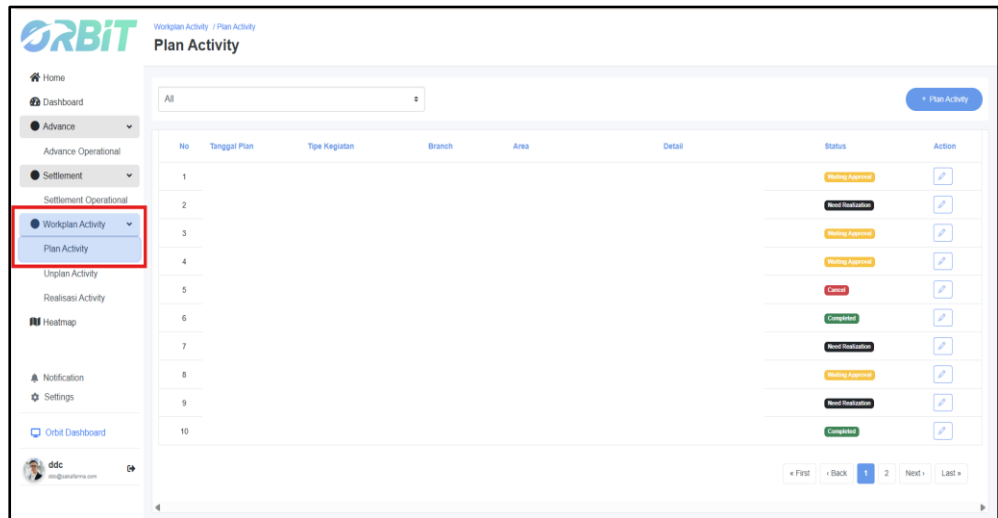 ORBiT
Workplan Activity / Plan Activity
Plan Activity
Home
Dashboard
Advance
Advance Operational
Settlement
Settlement Operational
Workplan Activity
Plan Activity
Unplan Activity
Realisasi Activity
Heatmap
Notification
Settings
Orbit Dashboard
ddc
All
+ Plan Activity
No Tanggal Plan Tipe Kegiatan Branch Area Detail Status Action
1 Waiting Approval
2 Need Realization
3 Waiting Approval
4 Waiting Approval
5 Cancel
6 Completed
7 Need Realization
8 Waiting Approval
9 Need Realization
10 Completed
« First ‹ Back 1 2 Next › Last »